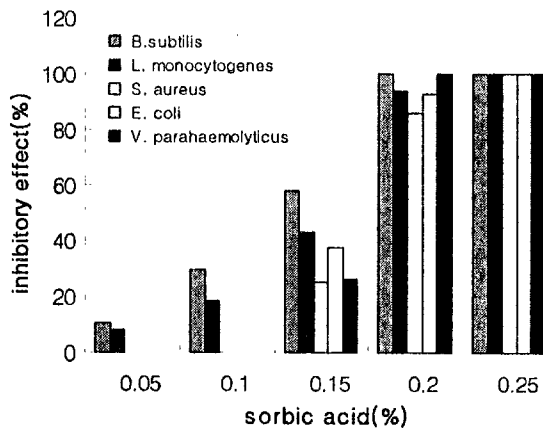 120
100
80
60
40
20
0
inhibitory effect(%)
B.subtilis
L. monocytogenes
S. aureus
E. coli
V. parahaemolyticus
0.05 0.1 0.15 0.2 0.25
sorbic acid(%)